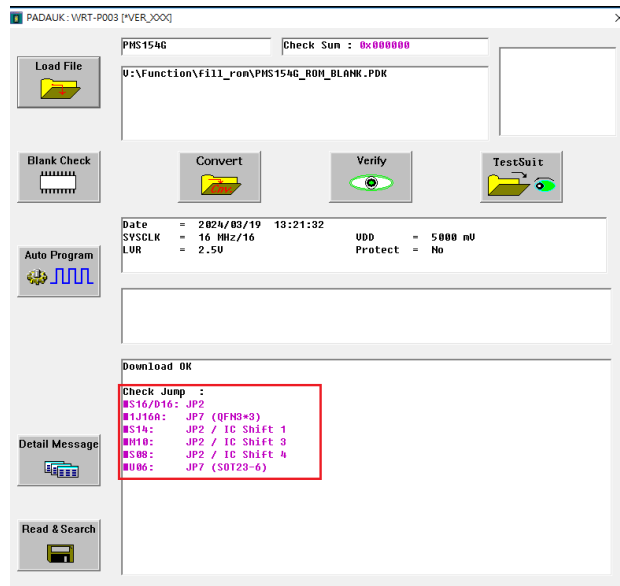 PADAUK : WRT-P003 [*VER_XXX]
PMS154G
Check Sum : 0x000000
Load File
V:\Function\fill_rom\PMS154G_ROM_BLANK.PDK
Blank Check
Convert
Cnv
Verify
TestSuit
Date = 2024/03/19 13:21:32
SYSCLK = 16 MHz/16 VDD = 5000 mV
LVR = 2.5V Protect = No
Auto Program
Download OK
Check Jump :
■S16/D16: JP2
■1J16A: JP7 (QFN3*3)
■S14: JP2 / IC Shift 1
■M10: JP2 / IC Shift 3
■S08: JP2 / IC Shift 4
■U06: JP7 (SOT23-6)
Detail Message
Read & Search